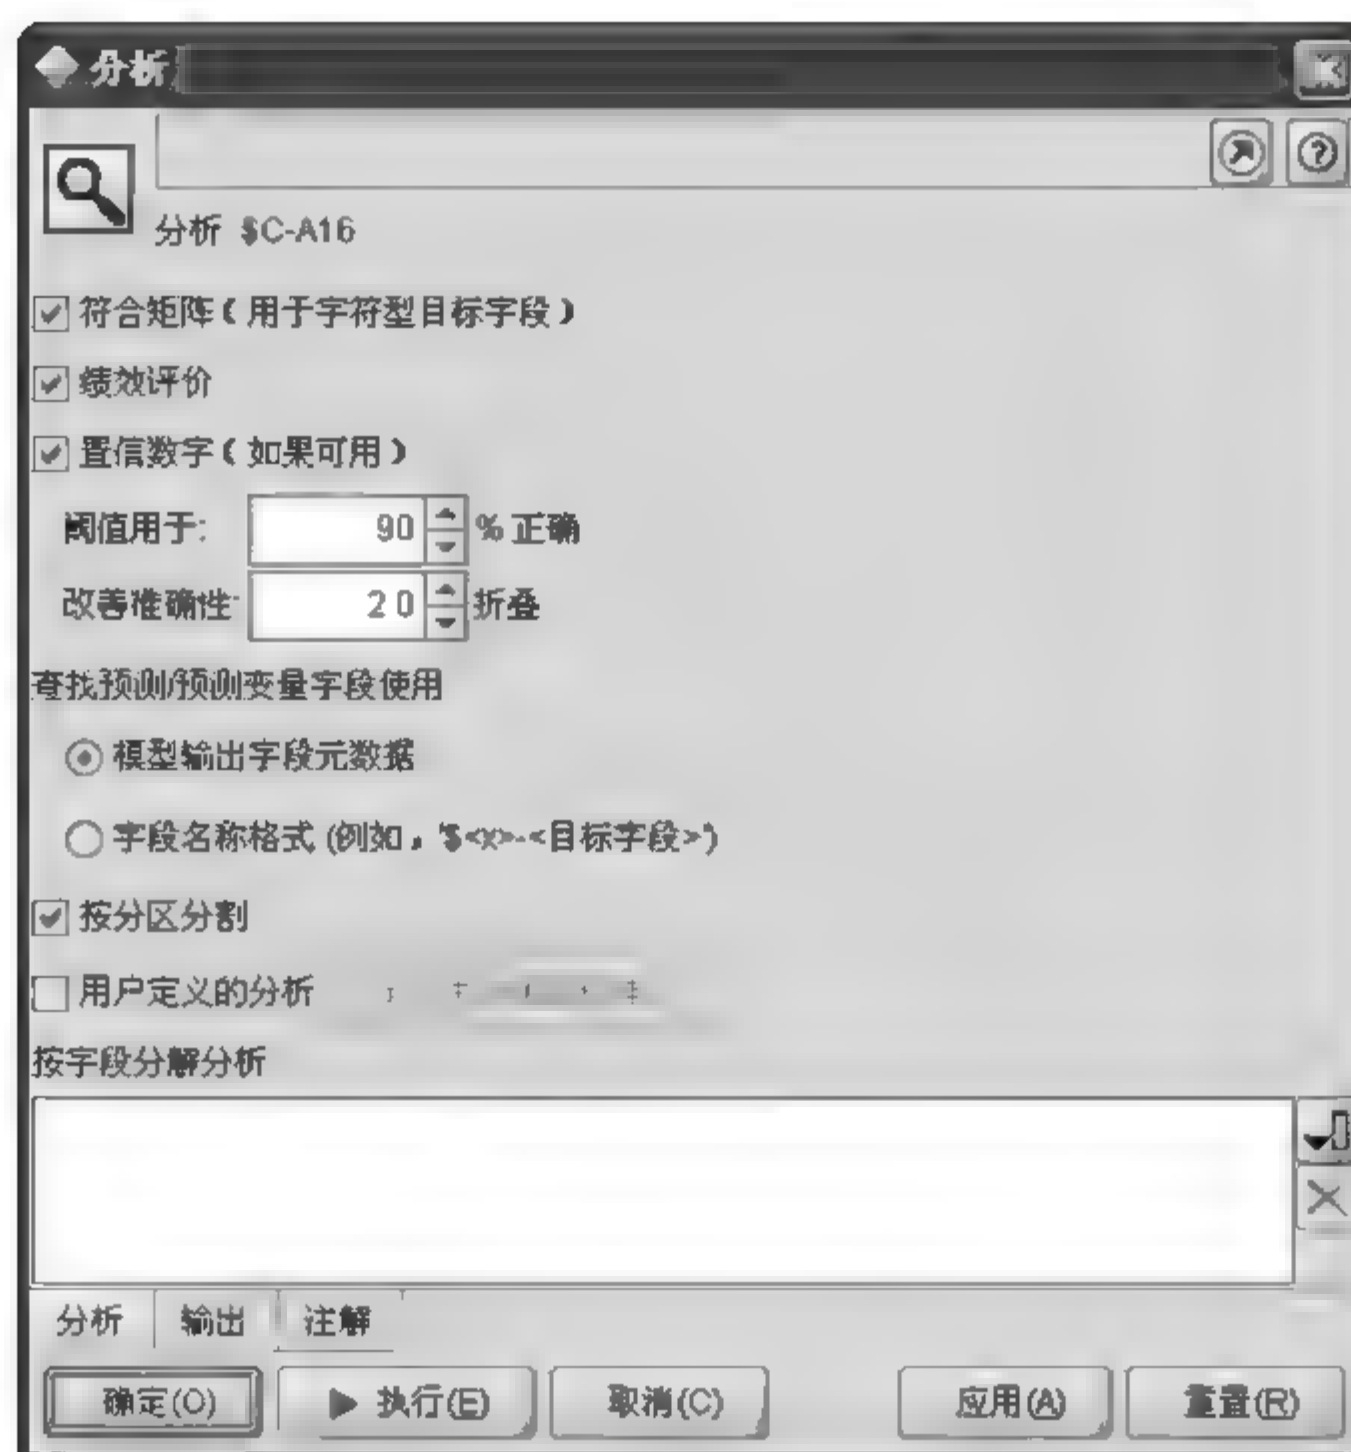 分析
分析 $C-A16
符合矩阵(用于字符型目标字段)
绩效评价
置信数字(如果可用)
阈值用于: 90 % 正确
改善准确性: 20 折叠
查找预测/预测变量字段使用
模型输出字段元数据
字段名称格式 (例如，'$<x>-<目标字段>')
按分区分割
用户定义的分析
按字段分解分析
分析 输出 注解
确定(O) 执行(E) 取消(C) 应用(A) 重置(R)